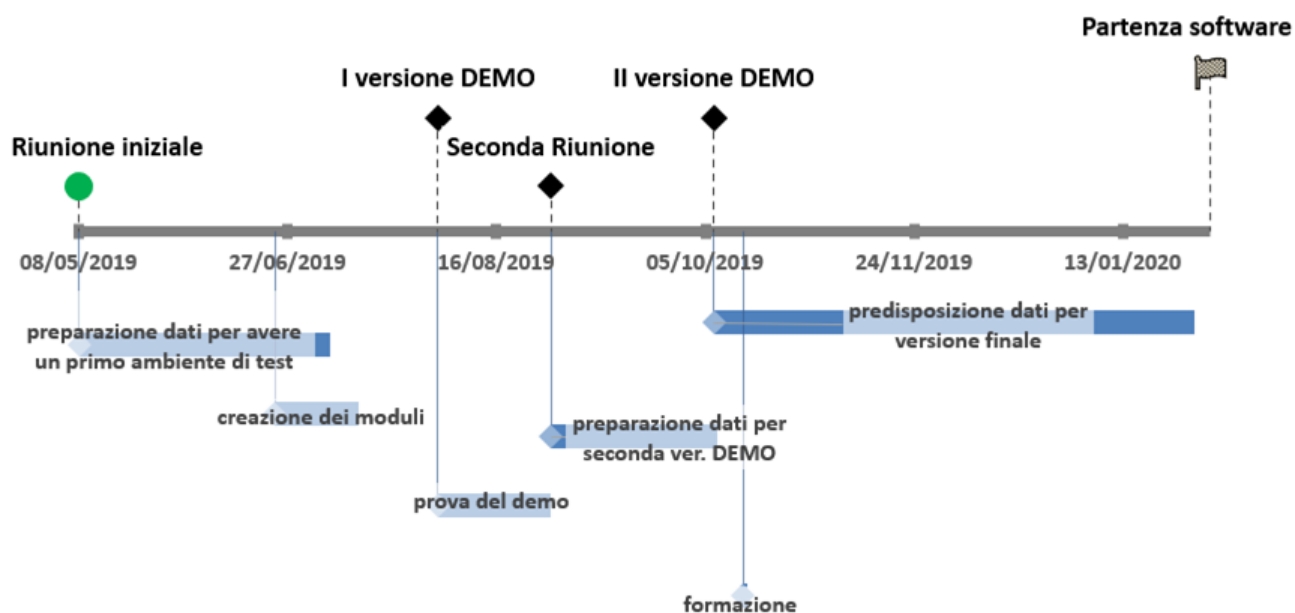 Partenza software
I versione DEMO
II versione DEMO
Riunione iniziale
Seconda Riunione
08/05/2019
27/06/2019
16/08/2019
05/10/2019
24/11/2019
13/01/2020
preparazione dati per avere
un primo ambiente di test
predisposizione dati per
versione finale
creazione dei moduli
preparazione dati per
seconda ver. DEMO
prova del demo
formazione